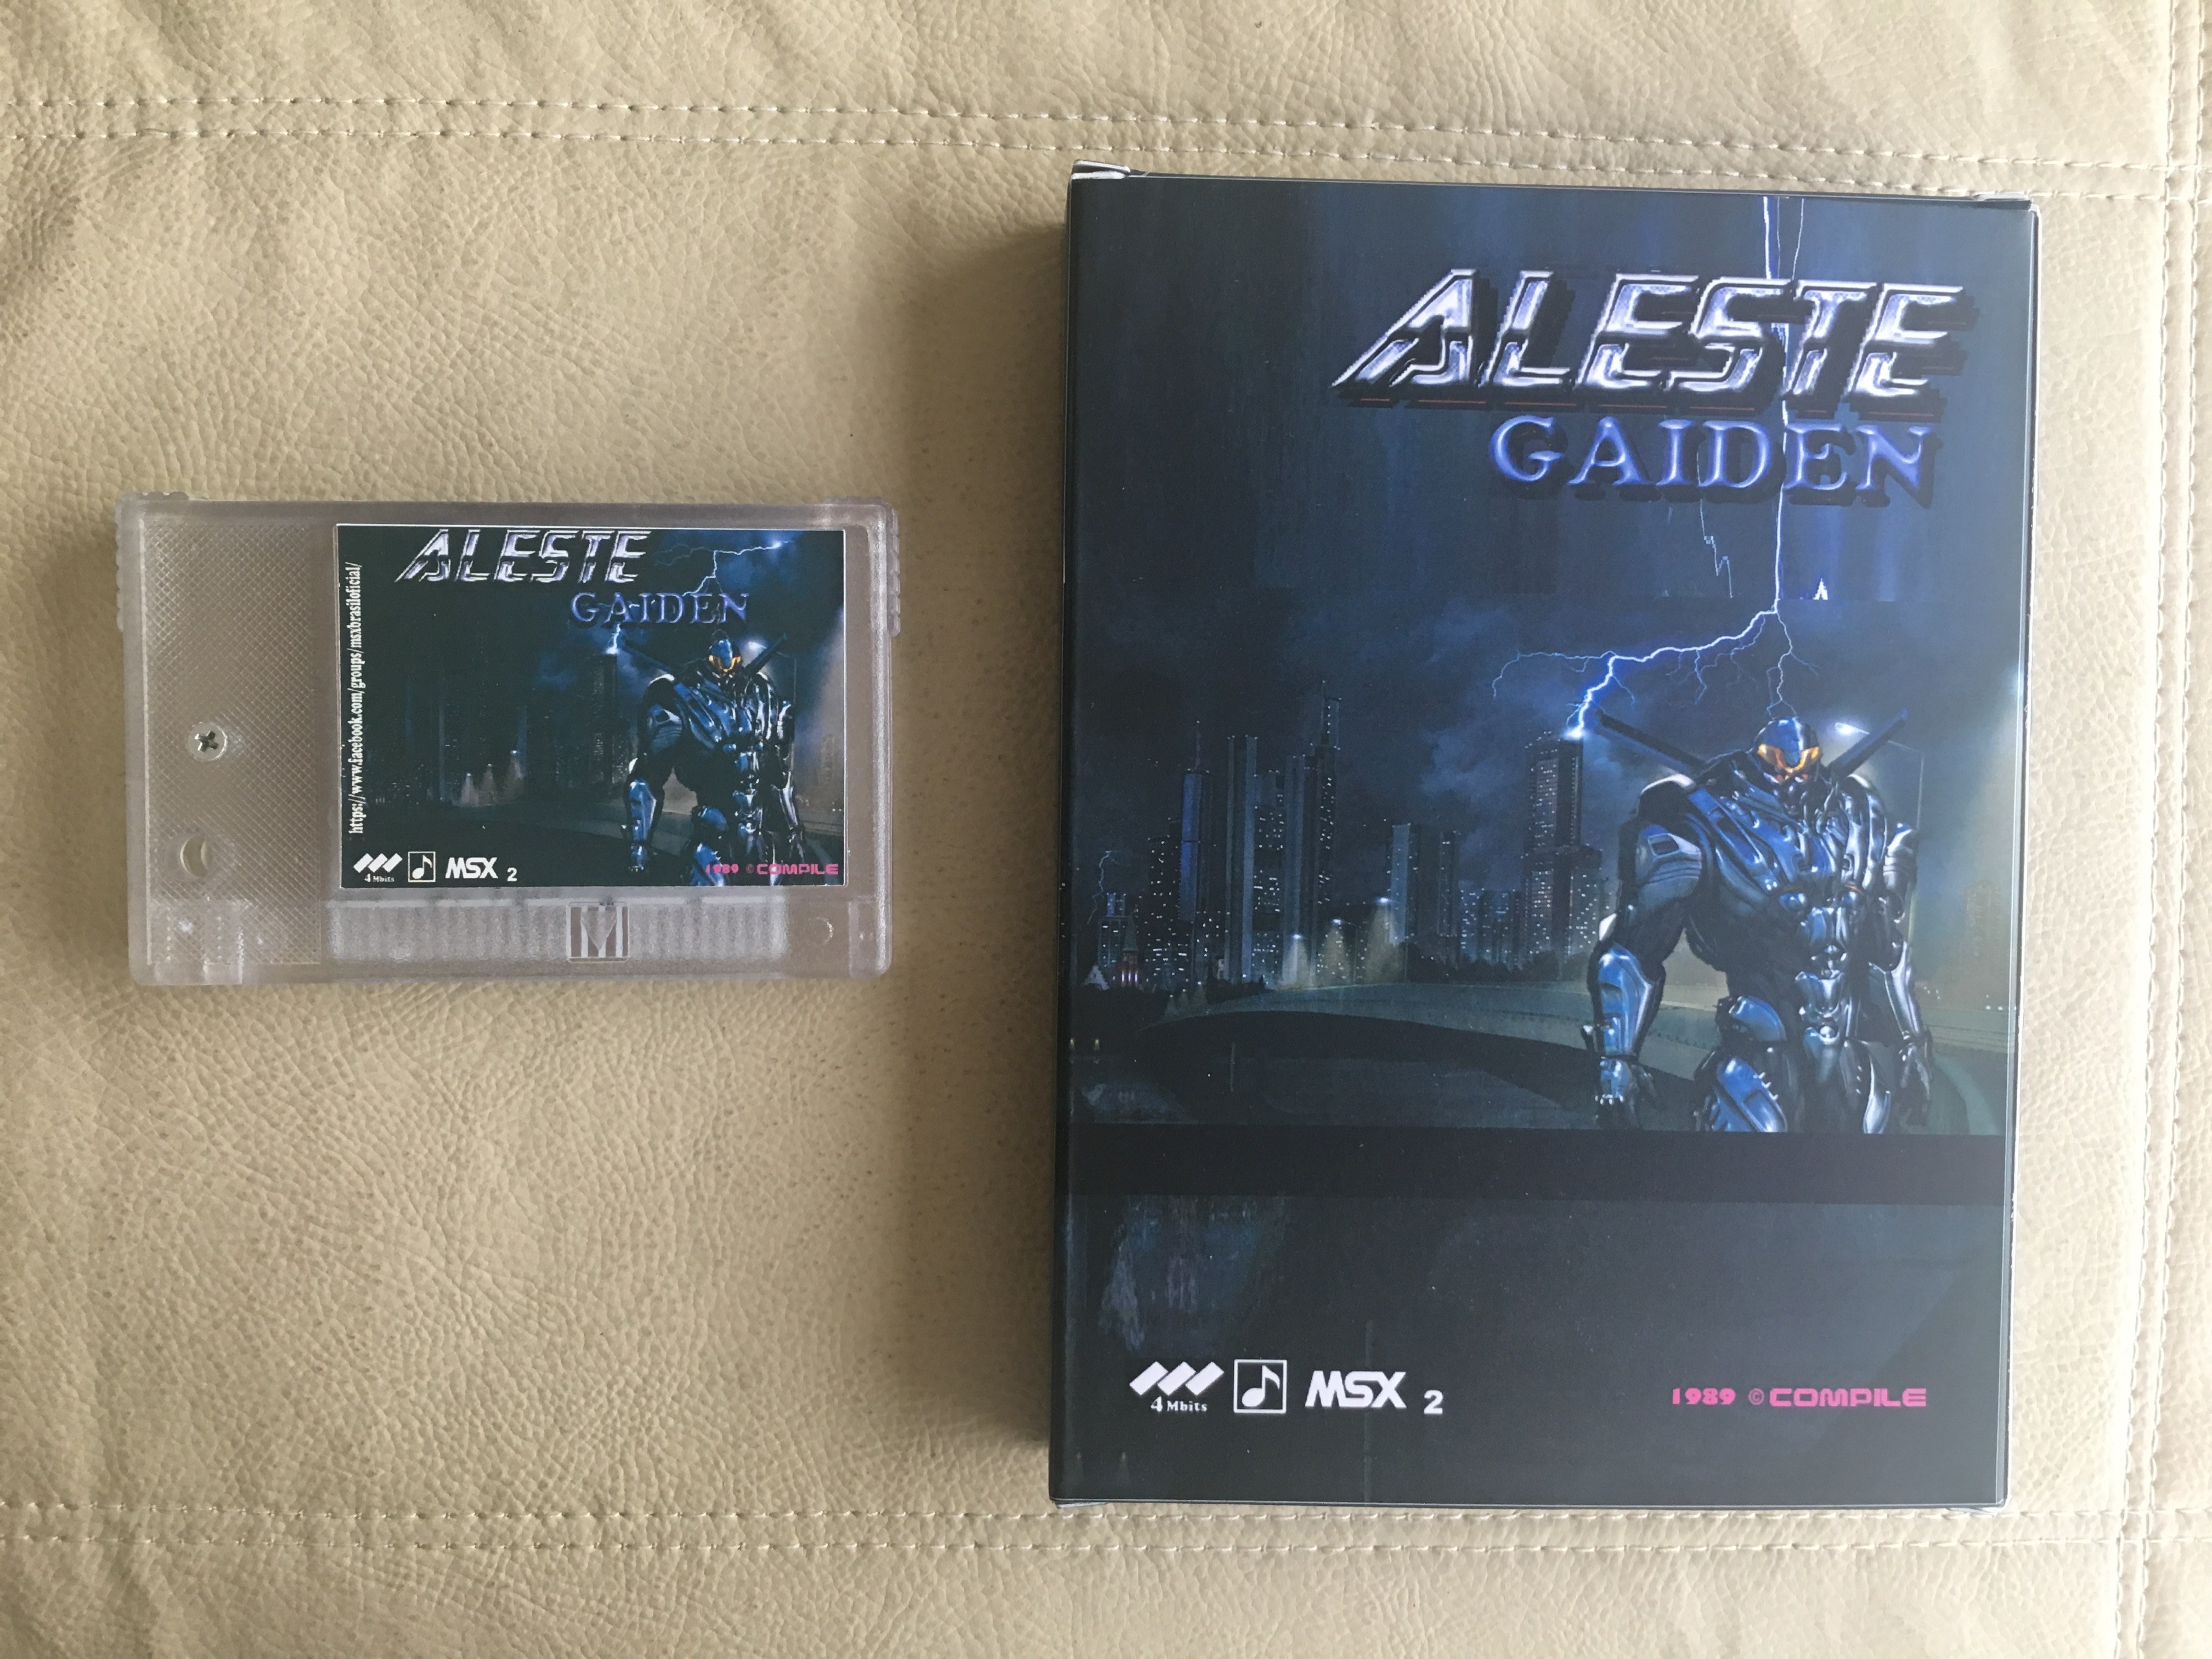 ALESTE
GAIDEN
https://www.facebook.com/groups/msxbrasiloficial/
4 Mbits
MSX 2
1989 © COMPILE
ALESTE
GAIDEN
4 Mbits
MSX 2
1989 © COMPILE